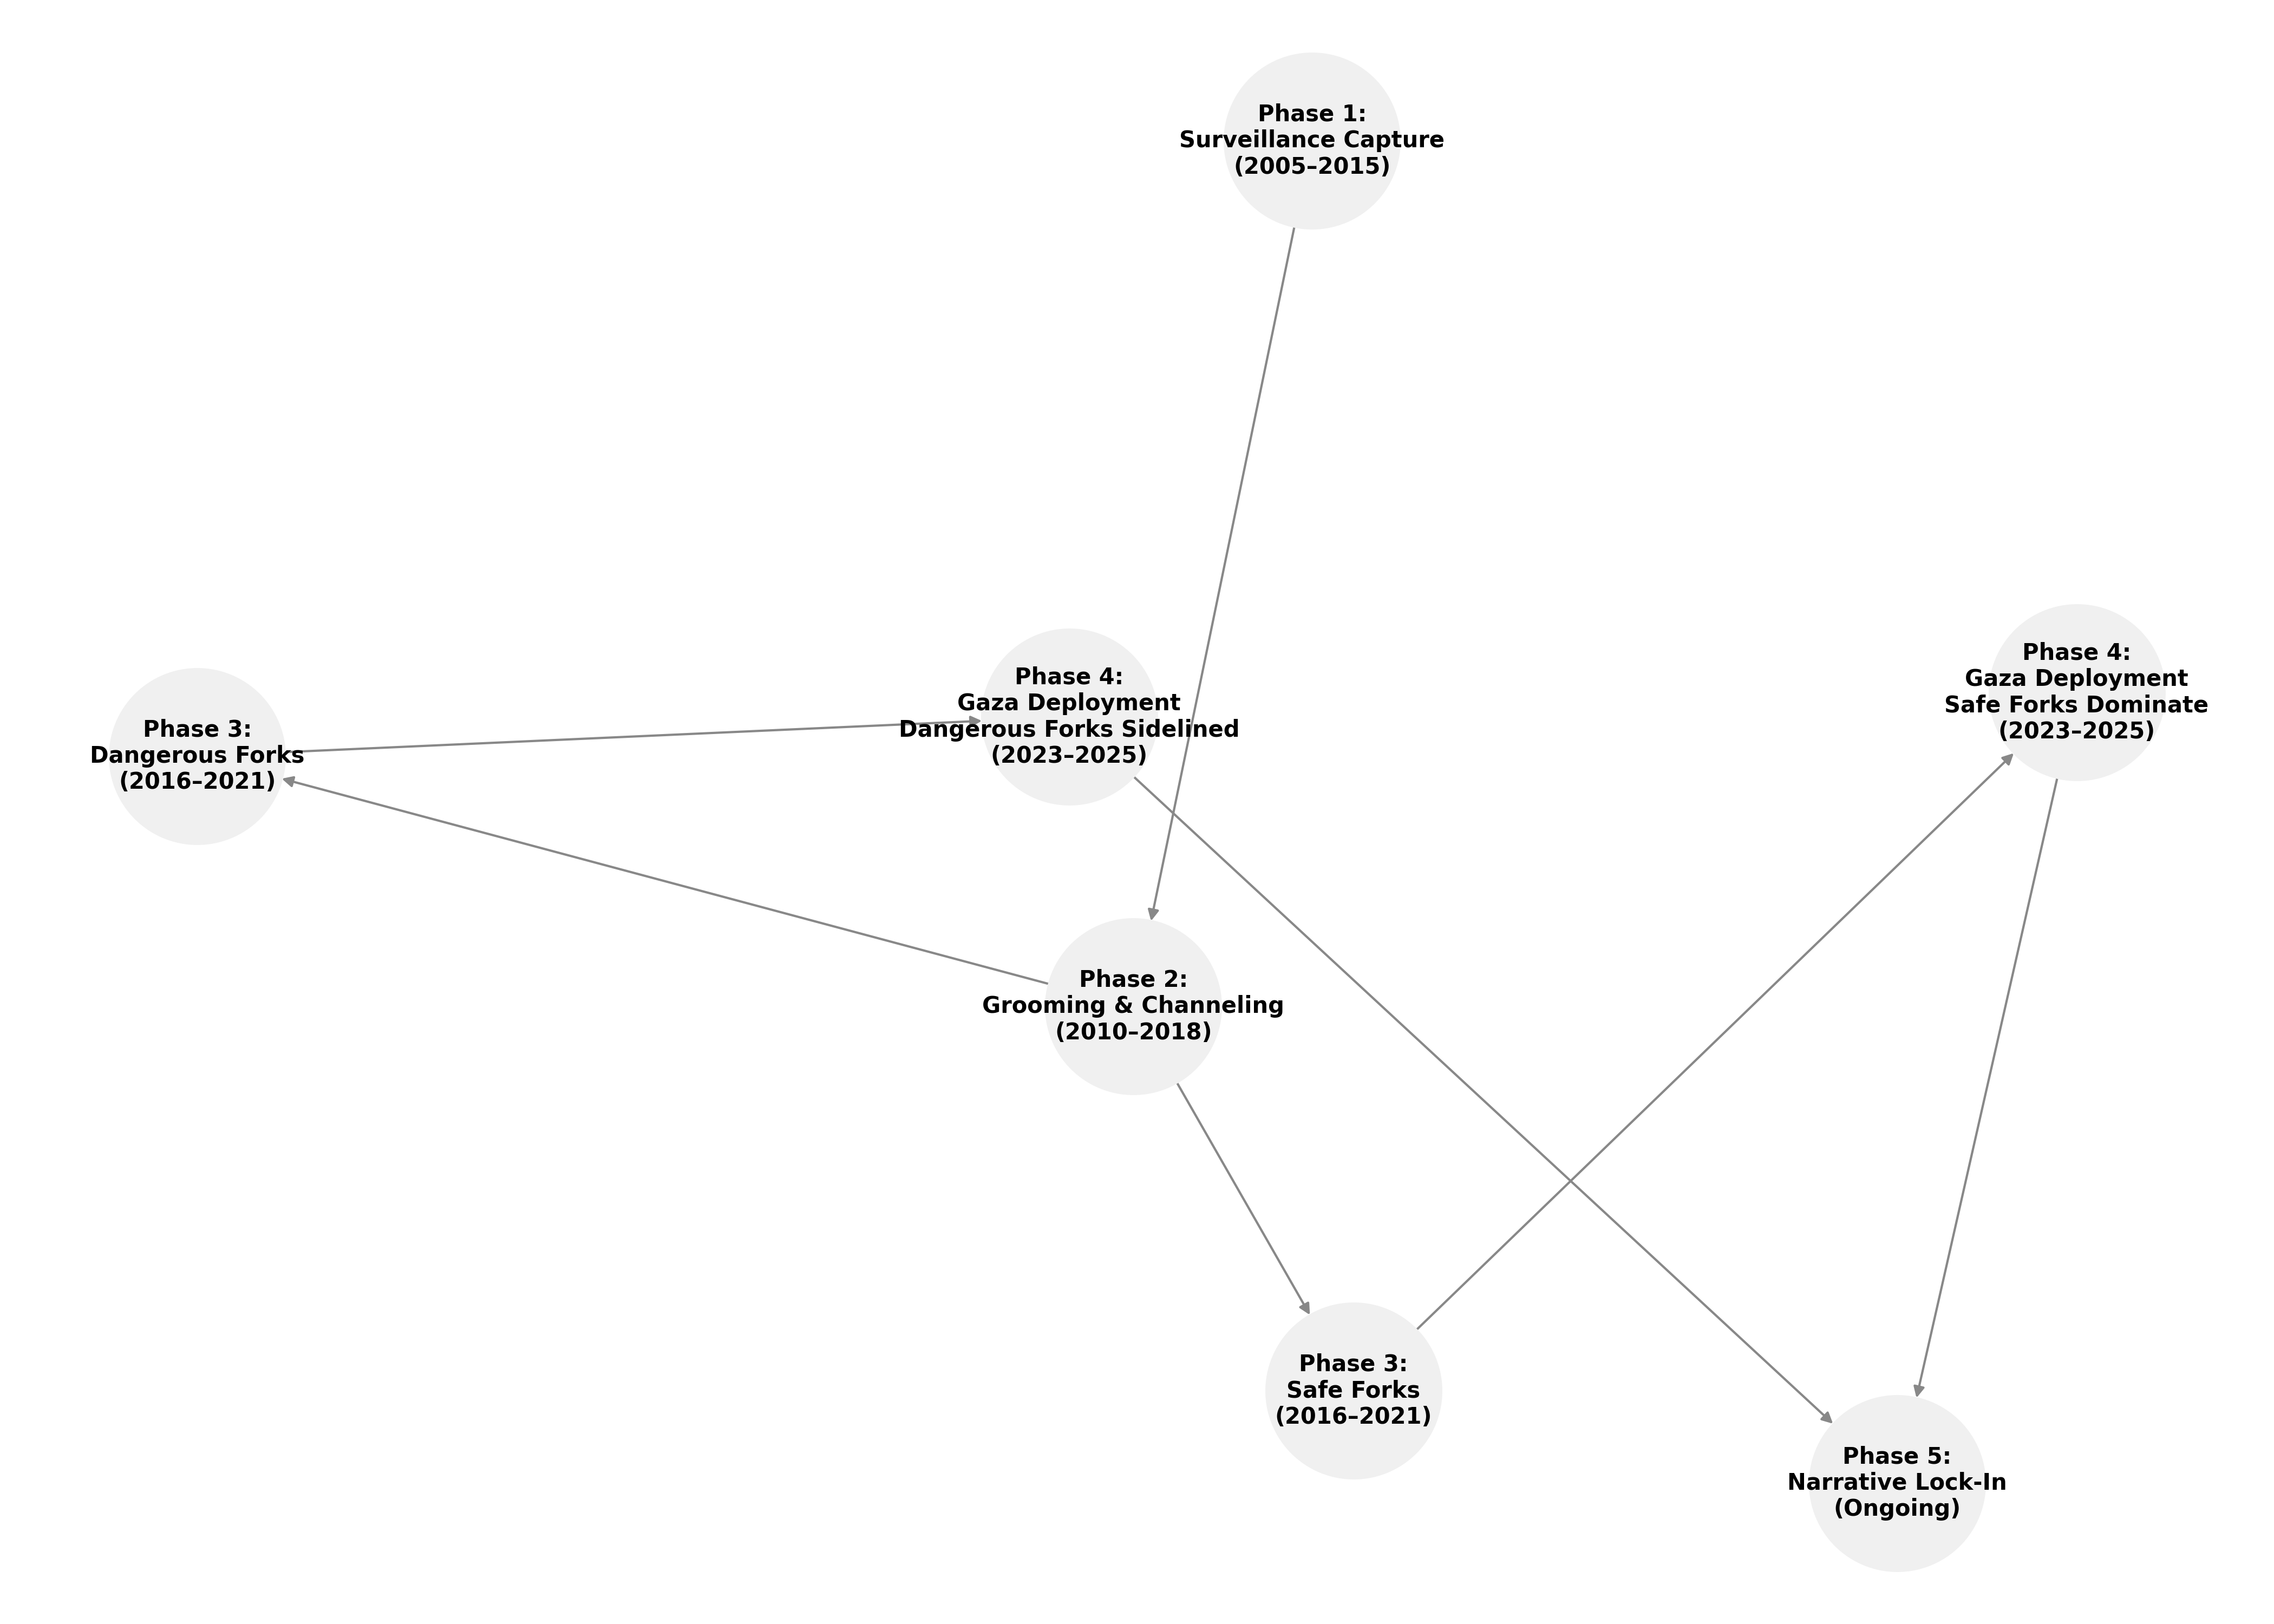 Phase 1:
Surveillance Capture
(2005–2015)
Phase 4:
Gaza Deployment
Safe Forks Dominate
(2023–2025)
Phase 4:
Gaza Deployment
Dangerous Forks Sidelined
(2023–2025)
Phase 3:
Dangerous Forks
(2016–2021)
Phase 2:
Grooming & Channeling
(2010–2018)
Phase 3:
Safe Forks
(2016–2021)
Phase 5:
Narrative Lock-In
(Ongoing)